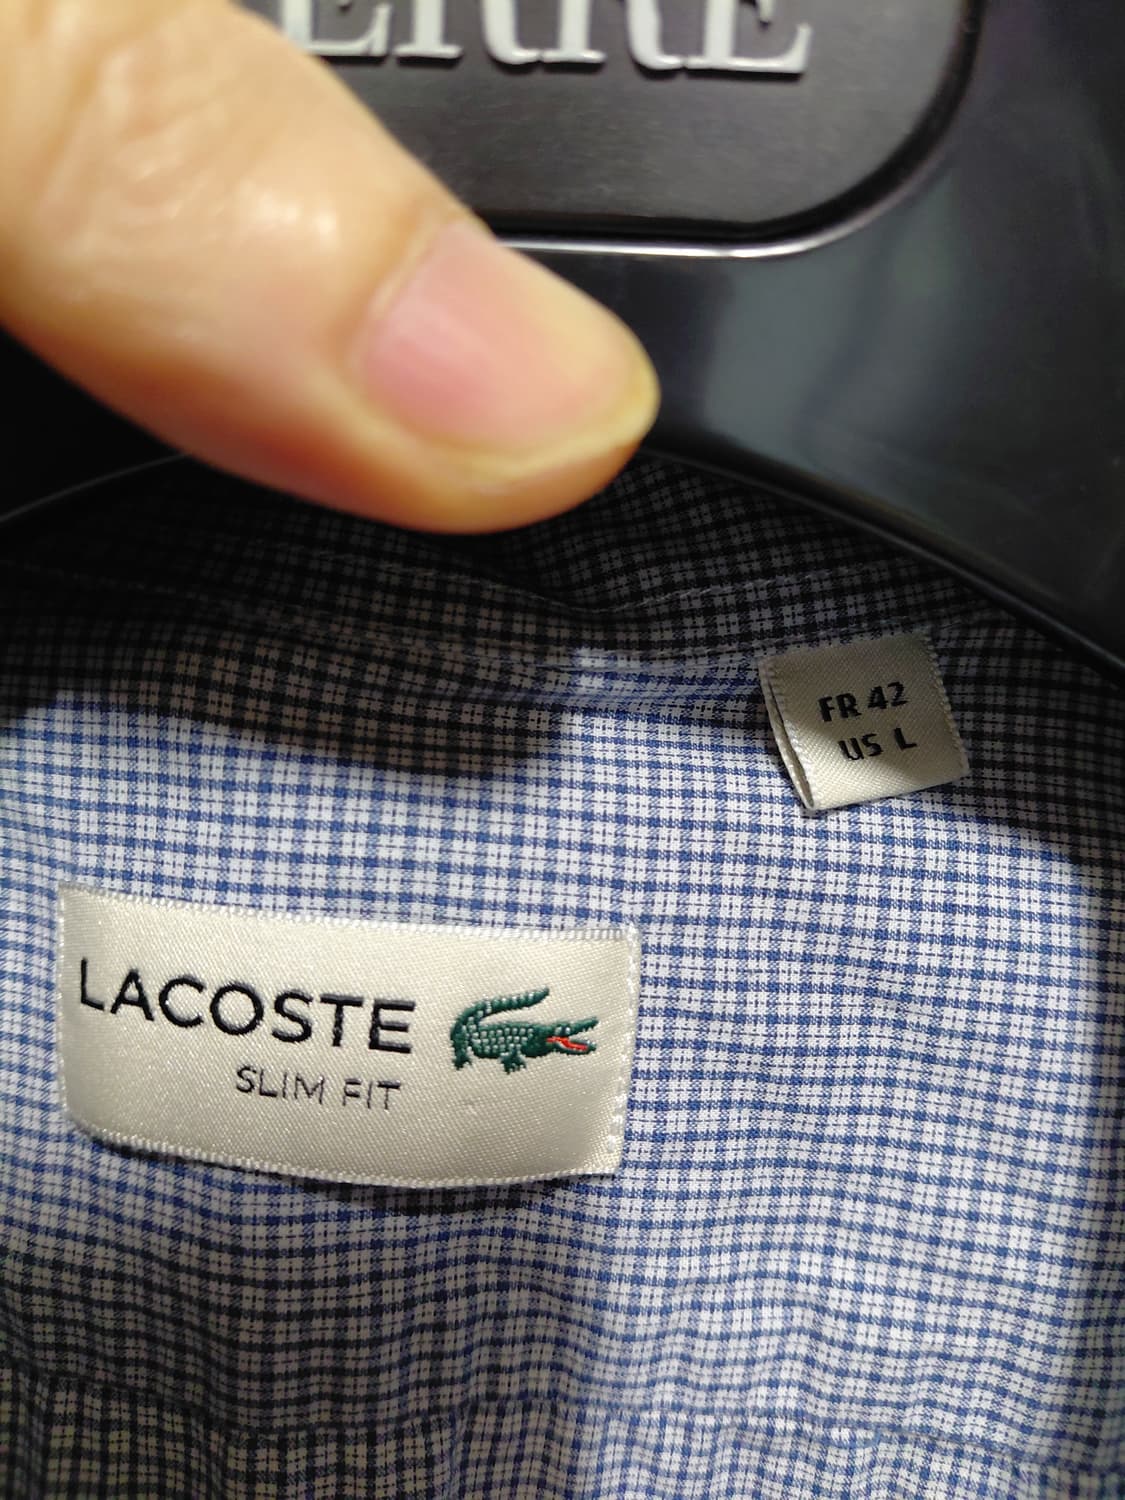 FR 42
US L
LACOSTE
SLIM FIT